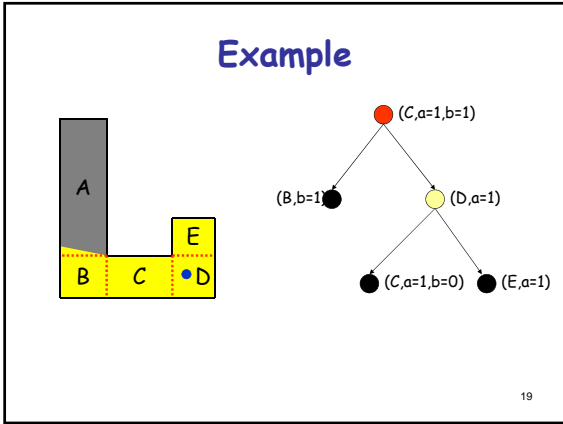 Example
(C,a=1,b=1)
A
(B,b=1)
(D,a=1)
E
B
C
D
(C,a=1,b=0)
(E,a=1)
19